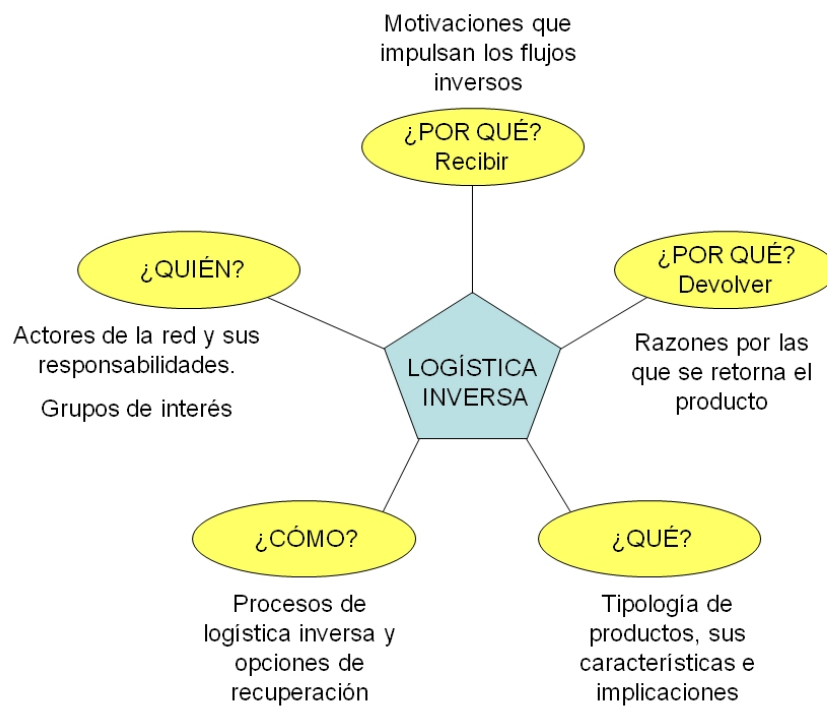 Motivaciones que
impulsan los flujos
inversos
¿POR QUÉ?
Recibir
¿QUIÉN?
Actores de la red y sus
responsabilidades.
Grupos de interés
¿POR QUÉ?
Devolver
Razones por las
que se retorna el
producto
LOGÍSTICA
INVERSA
¿CÓMO?
Procesos de
logística inversa y
opciones de
recuperación
¿QUÉ?
Tipología de
productos, sus
características e
implicaciones